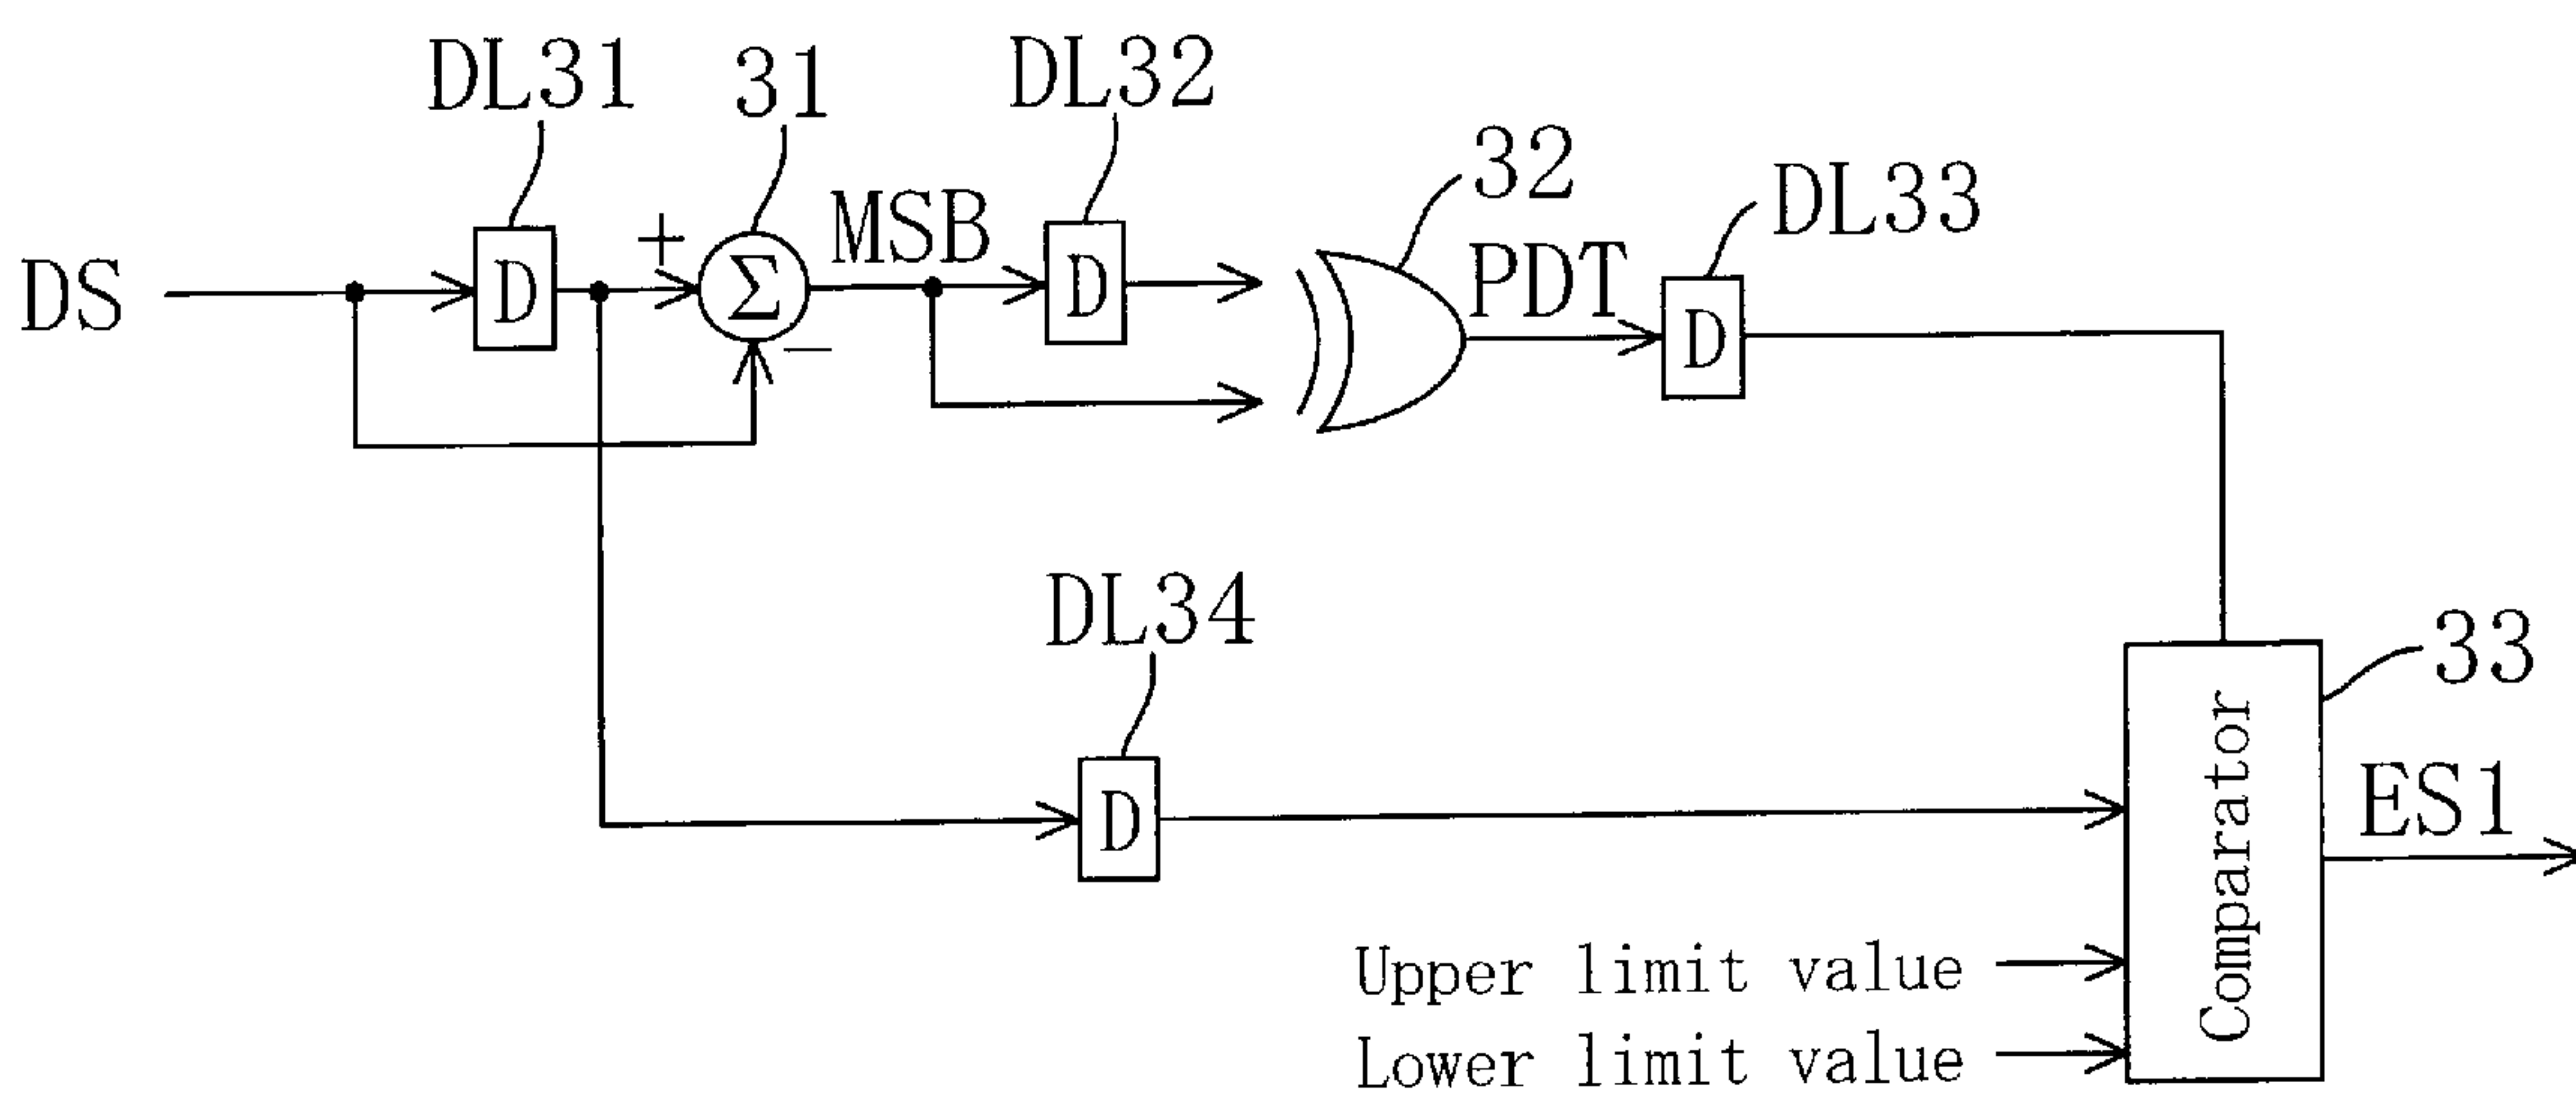 DL31
31
DL32
32
DL33
DS
D
+
Σ
−
MSB
D
PDT
D
DL34
D
33
Comparator
ES1
Upper limit value
Lower limit value